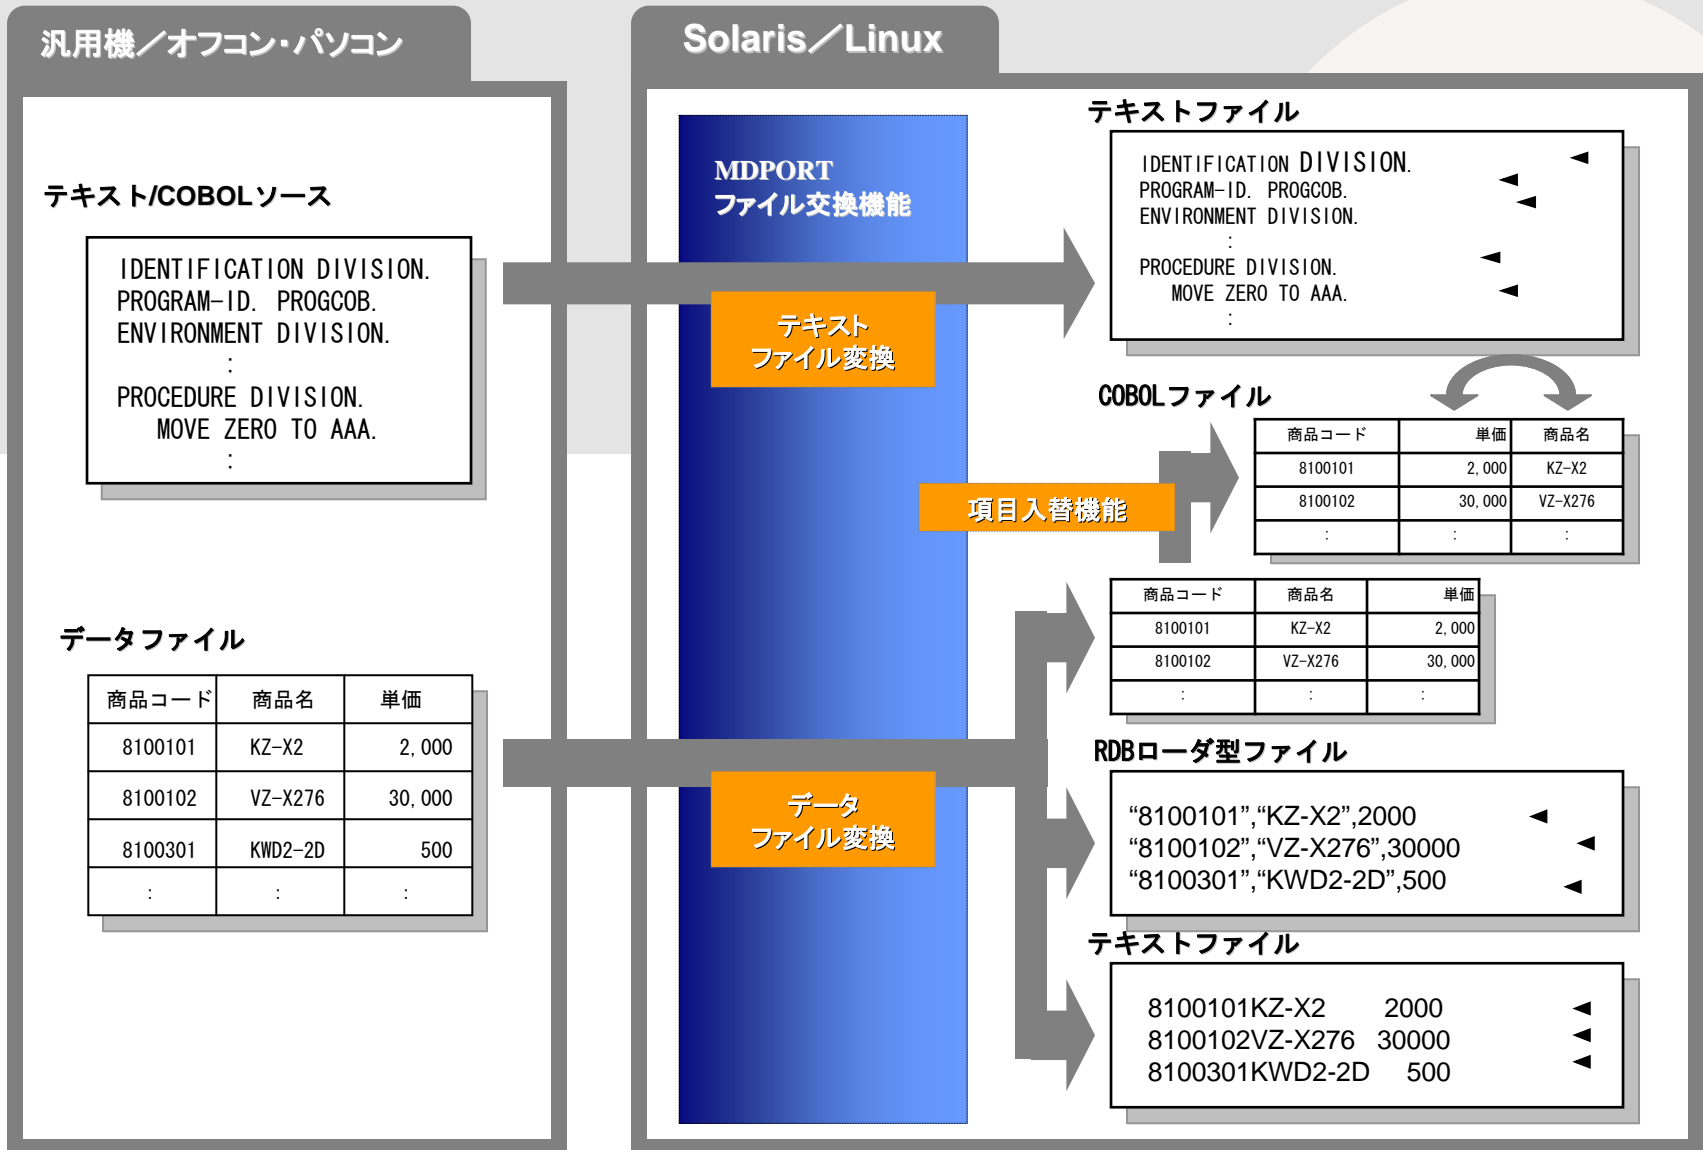 汎用機／オフコン・パソコン
テキスト/COBOLソース
IDENTIFICATION DIVISION.
PROGRAM-ID. PROGCOB.
ENVIRONMENT DIVISION.
:
PROCEDURE DIVISION.
MOVE ZERO TO AAA.
:
データファイル
商品コード 商品名 単価
8100101 KZ-X2 2,000
8100102 VZ-X276 30,000
8100301 KWD2-2D 500
: : :
Solaris／Linux
MDPORT
ファイル交換機能
テキスト
ファイル変換
項目入替機能
データ
ファイル変換
テキストファイル
IDENTIFICATION DIVISION.
PROGRAM-ID. PROGCOB.
ENVIRONMENT DIVISION.
:
PROCEDURE DIVISION.
MOVE ZERO TO AAA.
:
COBOLファイル
商品コード 単価 商品名
8100101 2,000 KZ-X2
8100102 30,000 VZ-X276
: : :
商品コード 商品名 単価
8100101 KZ-X2 2,000
8100102 VZ-X276 30,000
: : :
RDBローダ型ファイル
“8100101”,“KZ-X2”,2000
“8100102”,“VZ-X276”,30000
“8100301”,“KWD2-2D”,500
テキストファイル
8100101KZ-X2 2000
8100102VZ-X276 30000
8100301KWD2-2D 500